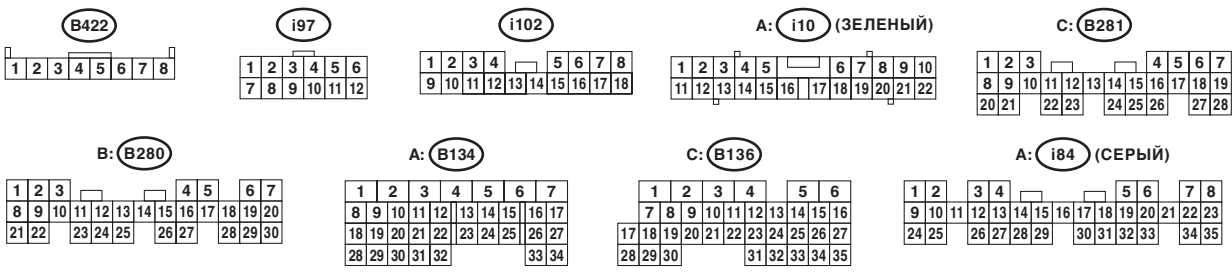 B422
1 2 3 4 5 6 7 8
i97
1 2 3 4 5 6
7 8 9 10 11 12
i102
1 2 3 4 5 6 7 8
9 10 11 12 13 14 15 16 17 18
A: i10 (ЗЕЛЕНЫЙ)
1 2 3 4 5 6 7 8 9 10
11 12 13 14 15 16 17 18 19 20 21 22
C: B281
1 2 3 4 5 6 7
8 9 10 11 12 13 14 15 16 17 18 19
20 21 22 23 24 25 26 27 28
B: B280
1 2 3 4 5 6 7
8 9 10 11 12 13 14 15 16 17 18 19 20
21 22 23 24 25 26 27 28 29 30
A: B134
1 2 3 4 5 6 7
8 9 10 11 12 13 14 15 16 17
18 19 20 21 22 23 24 25 26 27
28 29 30 31 32 33 34
C: B136
1 2 3 4 5 6
7 8 9 10 11 12 13 14 15 16
17 18 19 20 21 22 23 24 25 26 27
28 29 30 31 32 33 34 35
A: i84 (СЕРЫЙ)
1 2 3 4 5 6 7 8
9 10 11 12 13 14 15 16 17 18 19 20 21 22 23
24 25 26 27 28 29 30 31 32 33 34 35